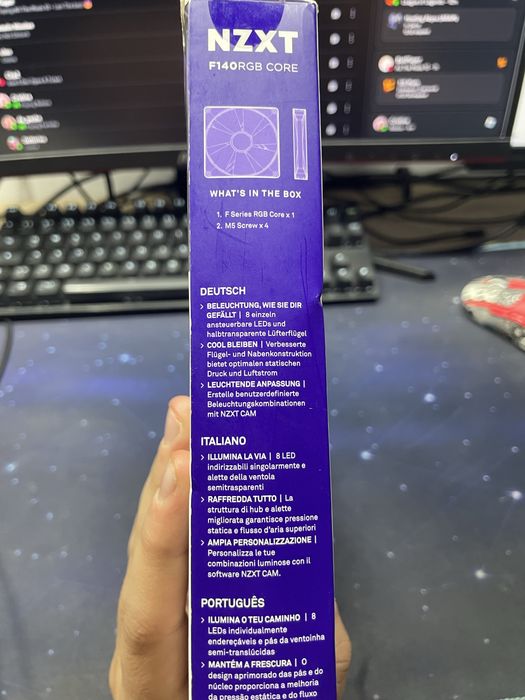 NZXT
F140RGB CORE
WHAT'S IN THE BOX
1. F Series RGB Core x 1
2. M5 Screw x 4
DEUTSCH
> BELEUCHTUNG, WIE SIE DIR
GEFÄLLT | 8 einzeln
ansteuerbare LEDs und
halbtransparente Lüfterflügel
> COOL BLEIBEN | Verbesserte
Flügel- und Nabenkonstruktion
bietet optimalen statischen
Druck und Luftstrom
> LEUCHTENDE ANPASSUNG |
Erstelle benutzerdefinierte
Beleuchtungskombinationen
mit NZXT CAM
ITALIANO
> ILLUMINA LA VIA | 8 LED
indirizzabili singolarmente e
alette della ventola
semitrasparenti
> RAFFREDDA TUTTO | La
struttura di hub e alette
migliorata garantisce pressione
statica e flusso d'aria superiori
> AMPIA PERSONALIZZAZIONE |
Personalizza le tue
combinazioni luminose con il
software NZXT CAM.
PORTUGUÊS
> ILUMINA O TEU CAMINHO | 8
LEDs individualmente
endereçáveis e pás da ventoinha
semi-translúcidas
> MANTÉM A FRESCURA | O
design aprimorado das pás e do
núcleo proporciona a melhoria
da pressão estática e do fluxo